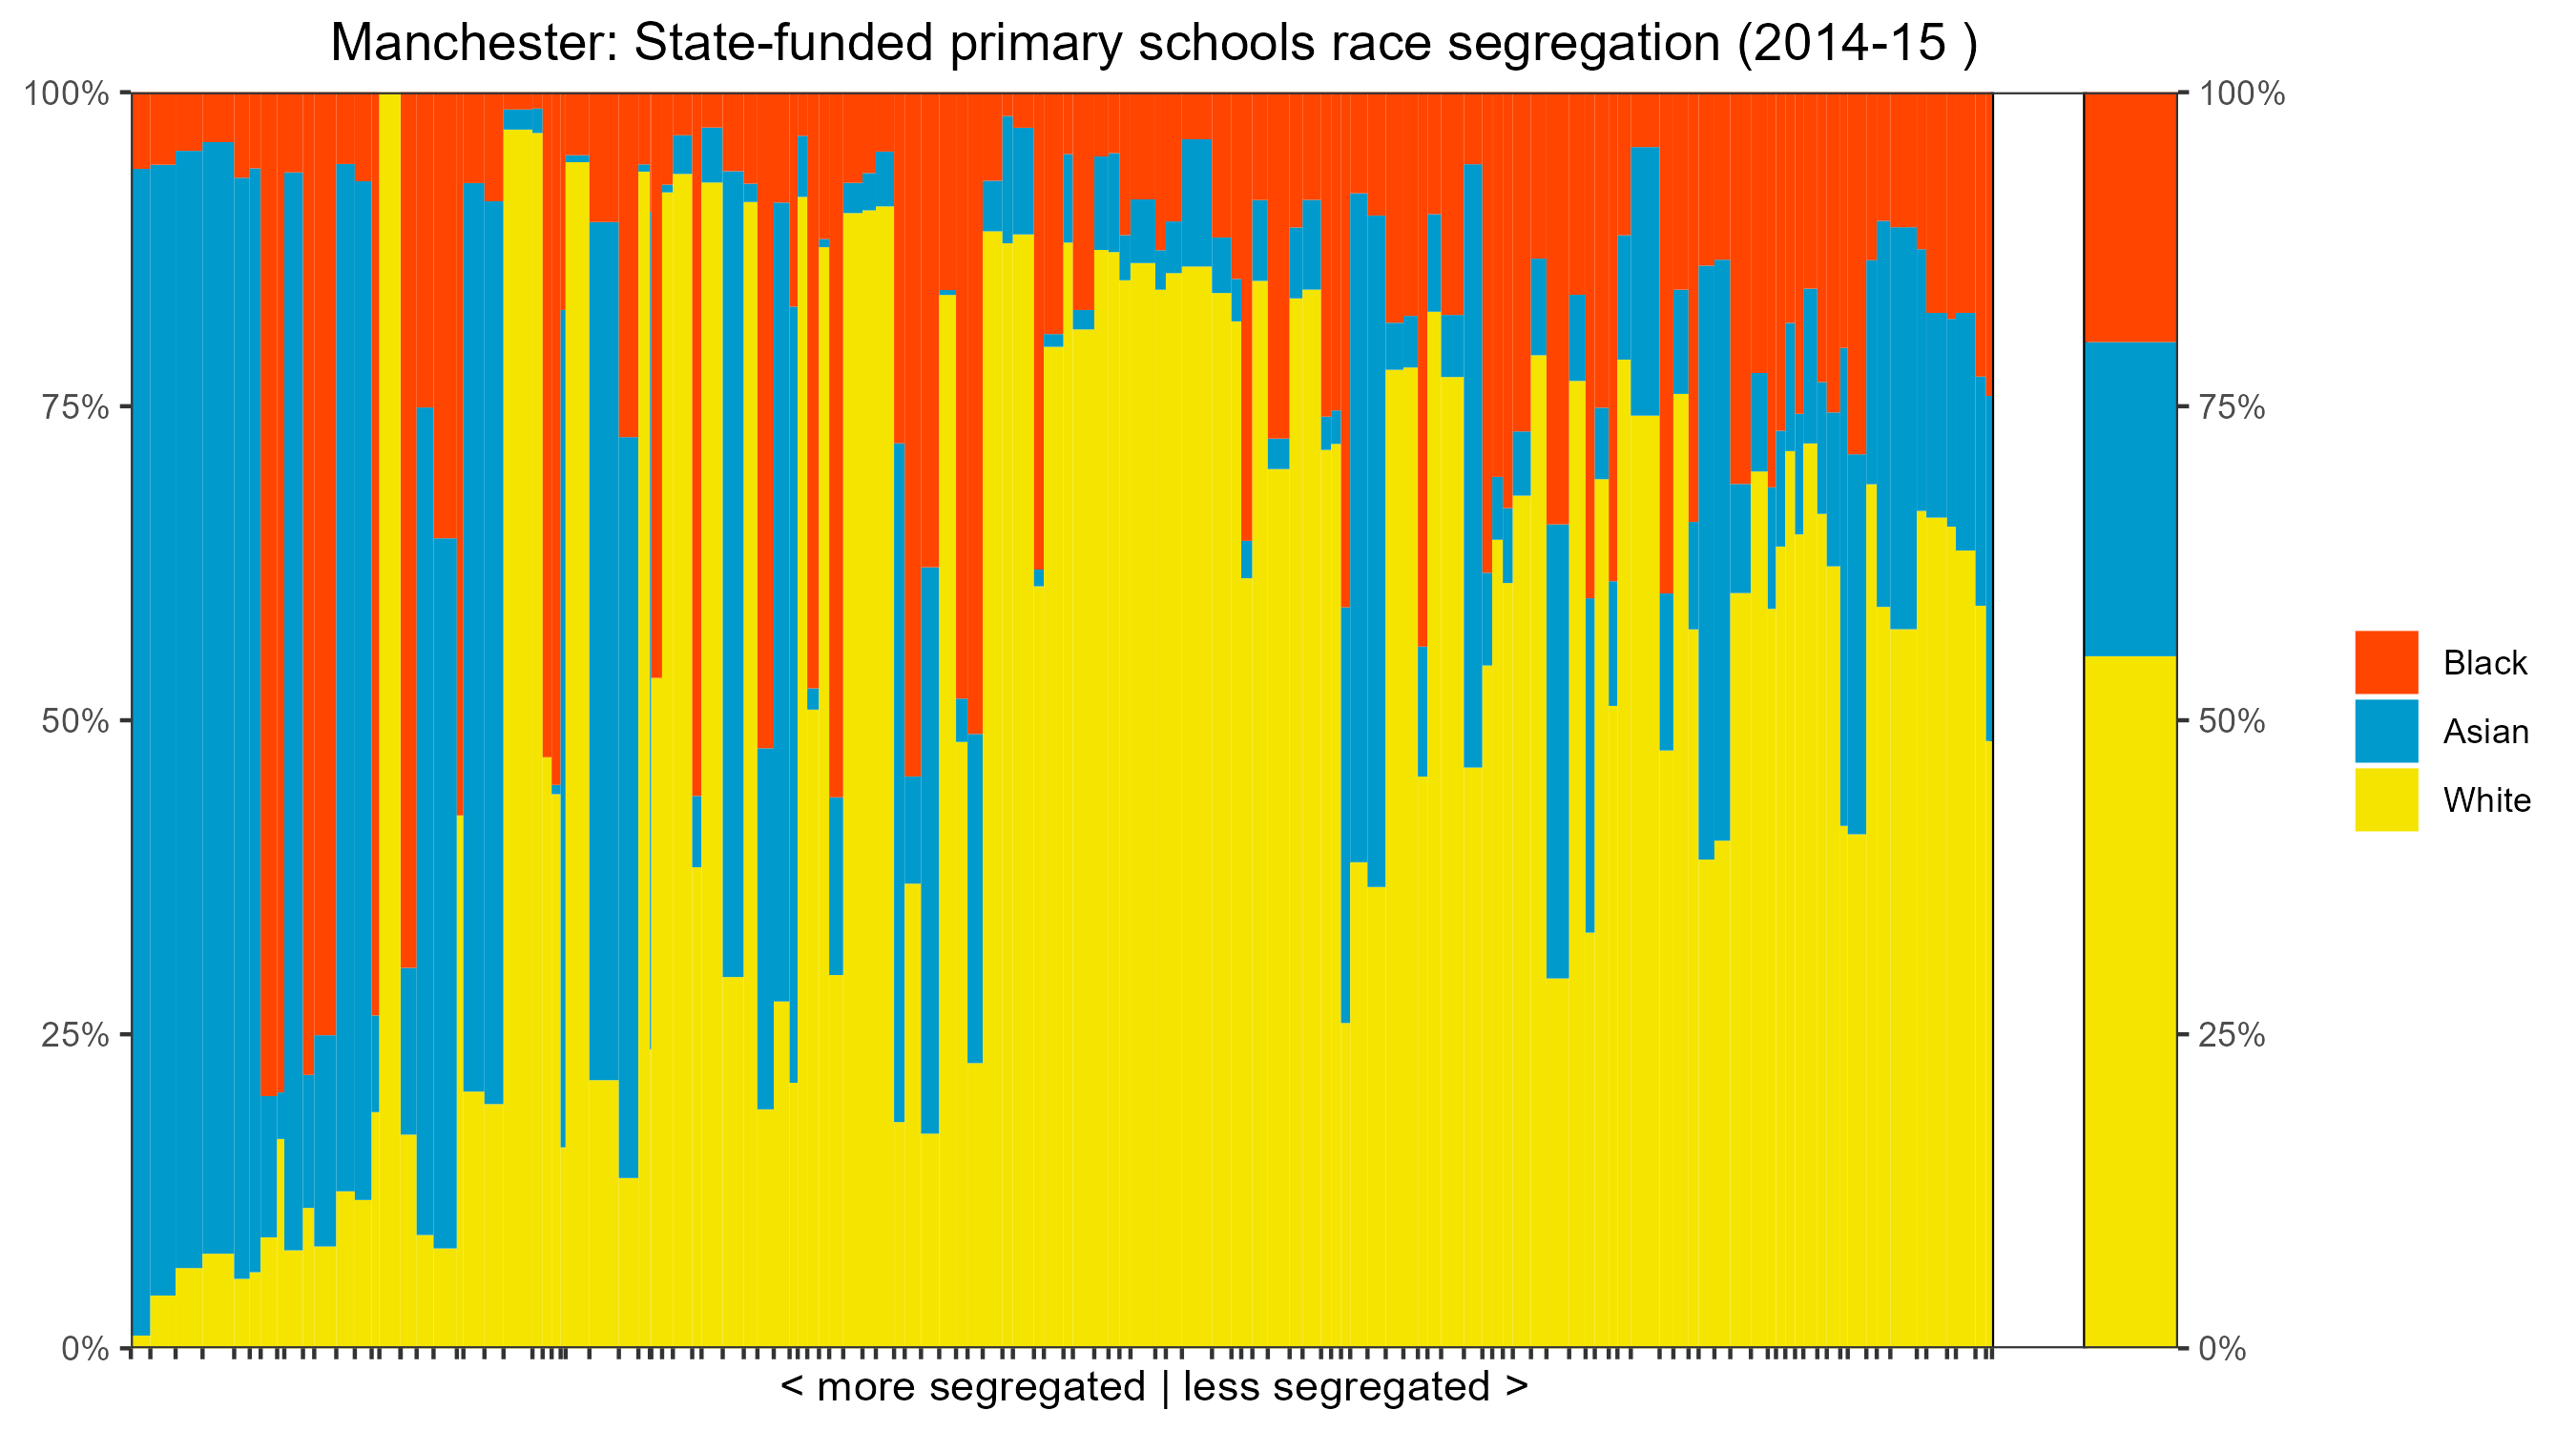 Manchester: State-funded primary schools race segregation (2014-15 )
100%
75%
50%
25%
0%
100%
75%
50%
25%
0%
Black
Asian
White
< more segregated | less segregated >